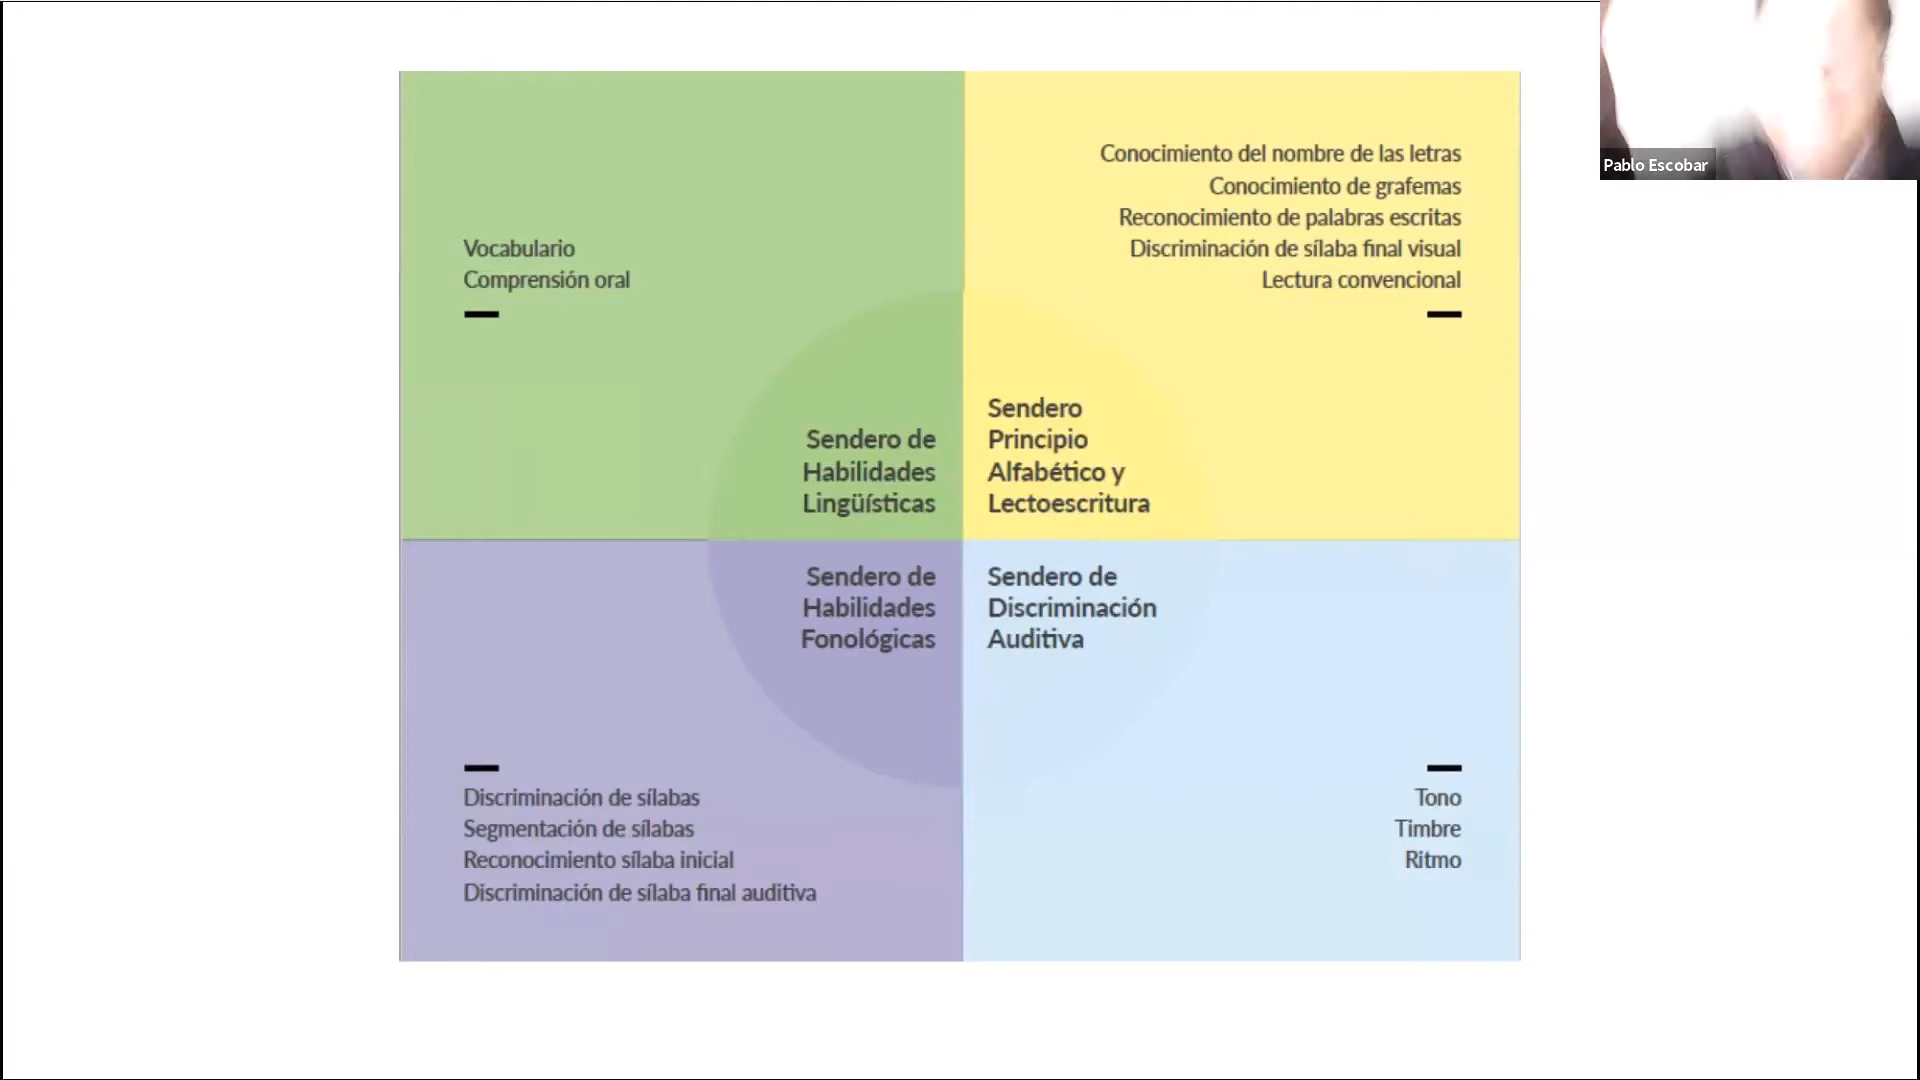 Vocabulario
Comprensión oral
Sendero de
Habilidades
Lingüísticas
Conocimiento del nombre de las letras
Conocimiento de grafemas
Reconocimiento de palabras escritas
Discriminación de sílaba final visual
Lectura convencional
Sendero
Principio
Alfabético y
Lectoescritura
Sendero de
Habilidades
Fonológicas
Discriminación de sílabas
Segmentación de sílabas
Reconocimiento sílaba inicial
Discriminación de sílaba final auditiva
Sendero de
Discriminación
Auditiva
Tono
Timbre
Ritmo
Pablo Escobar